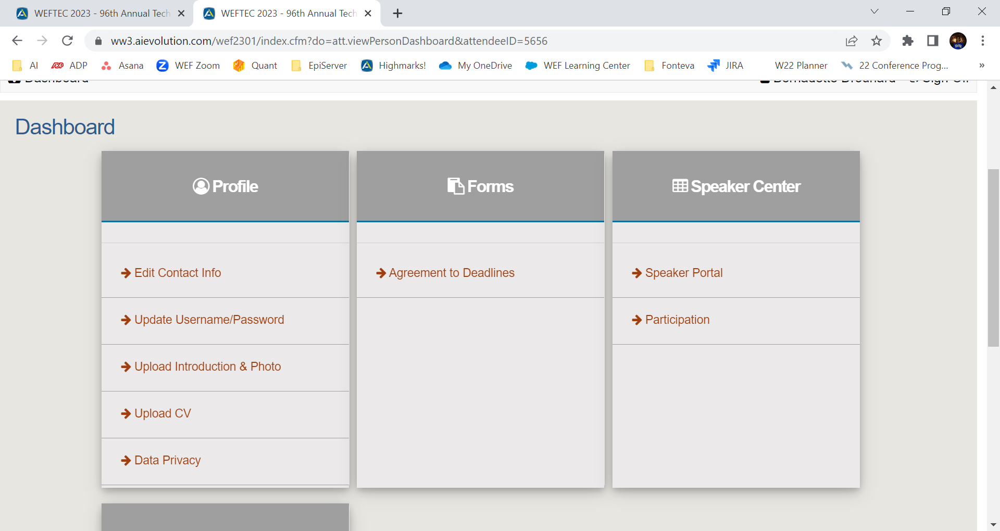 WEFTEC 2023 - 96th Annual Tech
WEFTEC 2023 - 96th Annual Tech
ww3.aievolution.com/wef2301/index.cfm?do=att.viewPersonDashboard&attendeeID=5656
AI ADP Asana WEF Zoom Quant EpiServer Highmarks! My OneDrive WEF Learning Center Fonteva JIRA W22 Planner 22 Conference Prog... »
Dashboard Sign Off
Dashboard
Profile
Edit Contact Info
Update Username/Password
Upload Introduction & Photo
Upload CV
Data Privacy
Forms
Agreement to Deadlines
Speaker Center
Speaker Portal
Participation